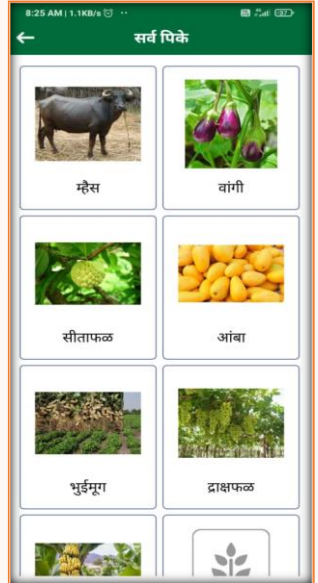 8:25 AM | 1.1KB/s
सर्व पिके
म्हैस
वांगी
सीताफळ
आंबा
भुईमूग
द्राक्षफळ